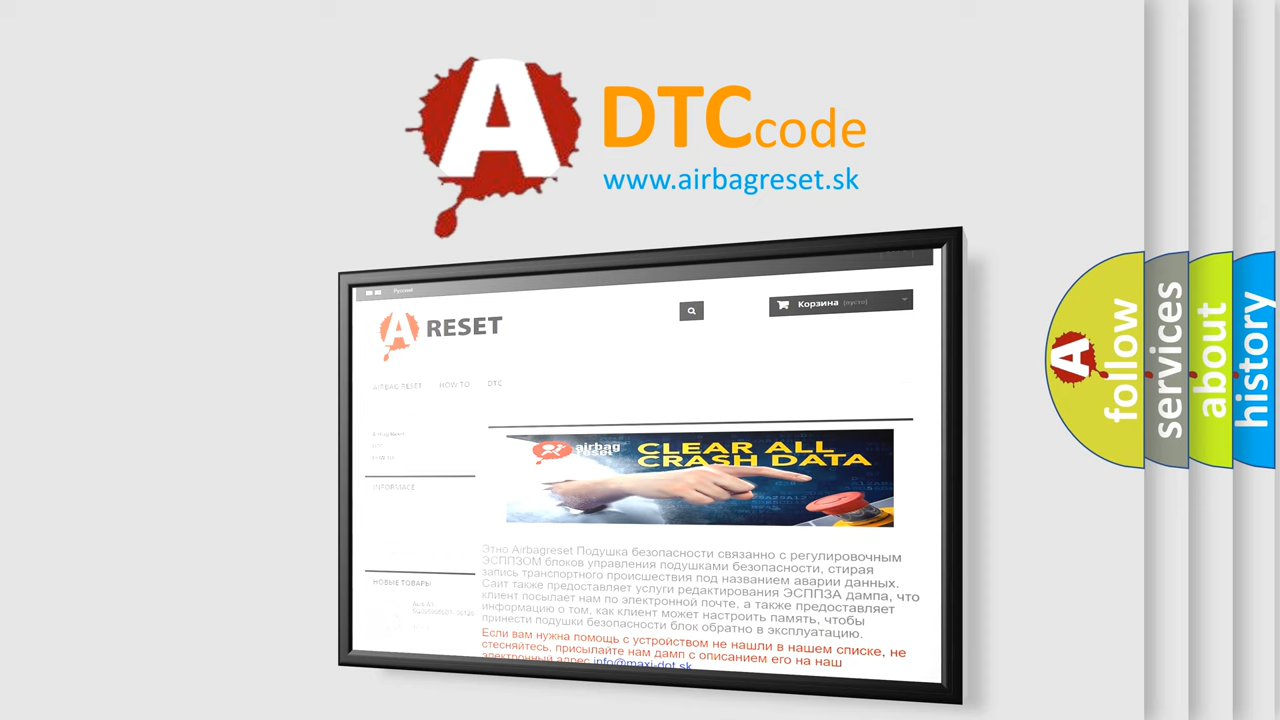 A DTCcode
www.airbagreset.sk
Русский
A RESET
Корзина (пусто)
AIRBAG RESET HOW TO DTC
Airbag Reset
DTC
HOW TO
INFORMACE
airbag
reset
CLEAR ALL
CRASH DATA
Этно Airbagreset Подушка безопасности связанно с регулировочным
ЭСППЗОМ блоков управления подушками безопасности, стирая
запись транспортного происшествия под названием аварии данных.
Сайт также предоставляет услуги редактирования ЭСППЗА дампа, что
клиент посылает нам по электронной почте, а также предоставляет
информацию о том, как клиент может настроить память, чтобы
принести подушки безопасности блок обратно в эксплуатацию.
Если вам нужна помощь с устройством не нашли в нашем списке, не
стесняйтесь, присылайте нам дамп с описанием его на наш
электронный адрес info@maxi-dot.sk
НОВЫЕ ТОВАРЫ
A follow
services
about
history